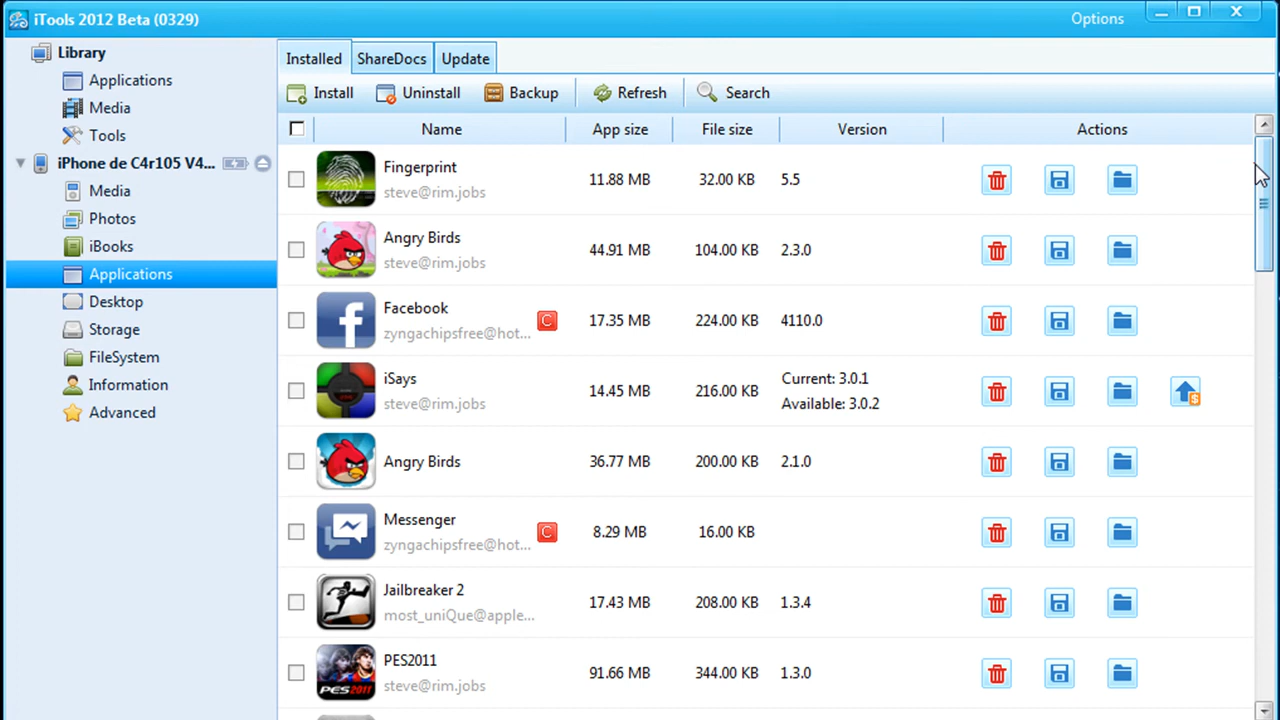 iTools 2012 Beta (0329)
Options
Library
Applications
Media
Tools
iPhone de C4r105 V4...
Media
Photos
iBooks
Applications
Desktop
Storage
FileSystem
Information
Advanced
Installed ShareDocs Update
Install Uninstall Backup Refresh Search
Name App size File size Version Actions
Fingerprint
steve@rim.jobs
11.88 MB 32.00 KB 5.5
Angry Birds
steve@rim.jobs
44.91 MB 104.00 KB 2.3.0
Facebook
zyngachipsfree@hot...
C
17.35 MB 224.00 KB 4110.0
iSays
steve@rim.jobs
14.45 MB 216.00 KB
Current: 3.0.1
Available: 3.0.2
Angry Birds
36.77 MB 200.00 KB 2.1.0
Messenger
zyngachipsfree@hot...
C
8.29 MB 16.00 KB
Jailbreaker 2
most_uniQue@apple...
17.43 MB 208.00 KB 1.3.4
PES2011
PES2011
steve@rim.jobs
91.66 MB 344.00 KB 1.3.0